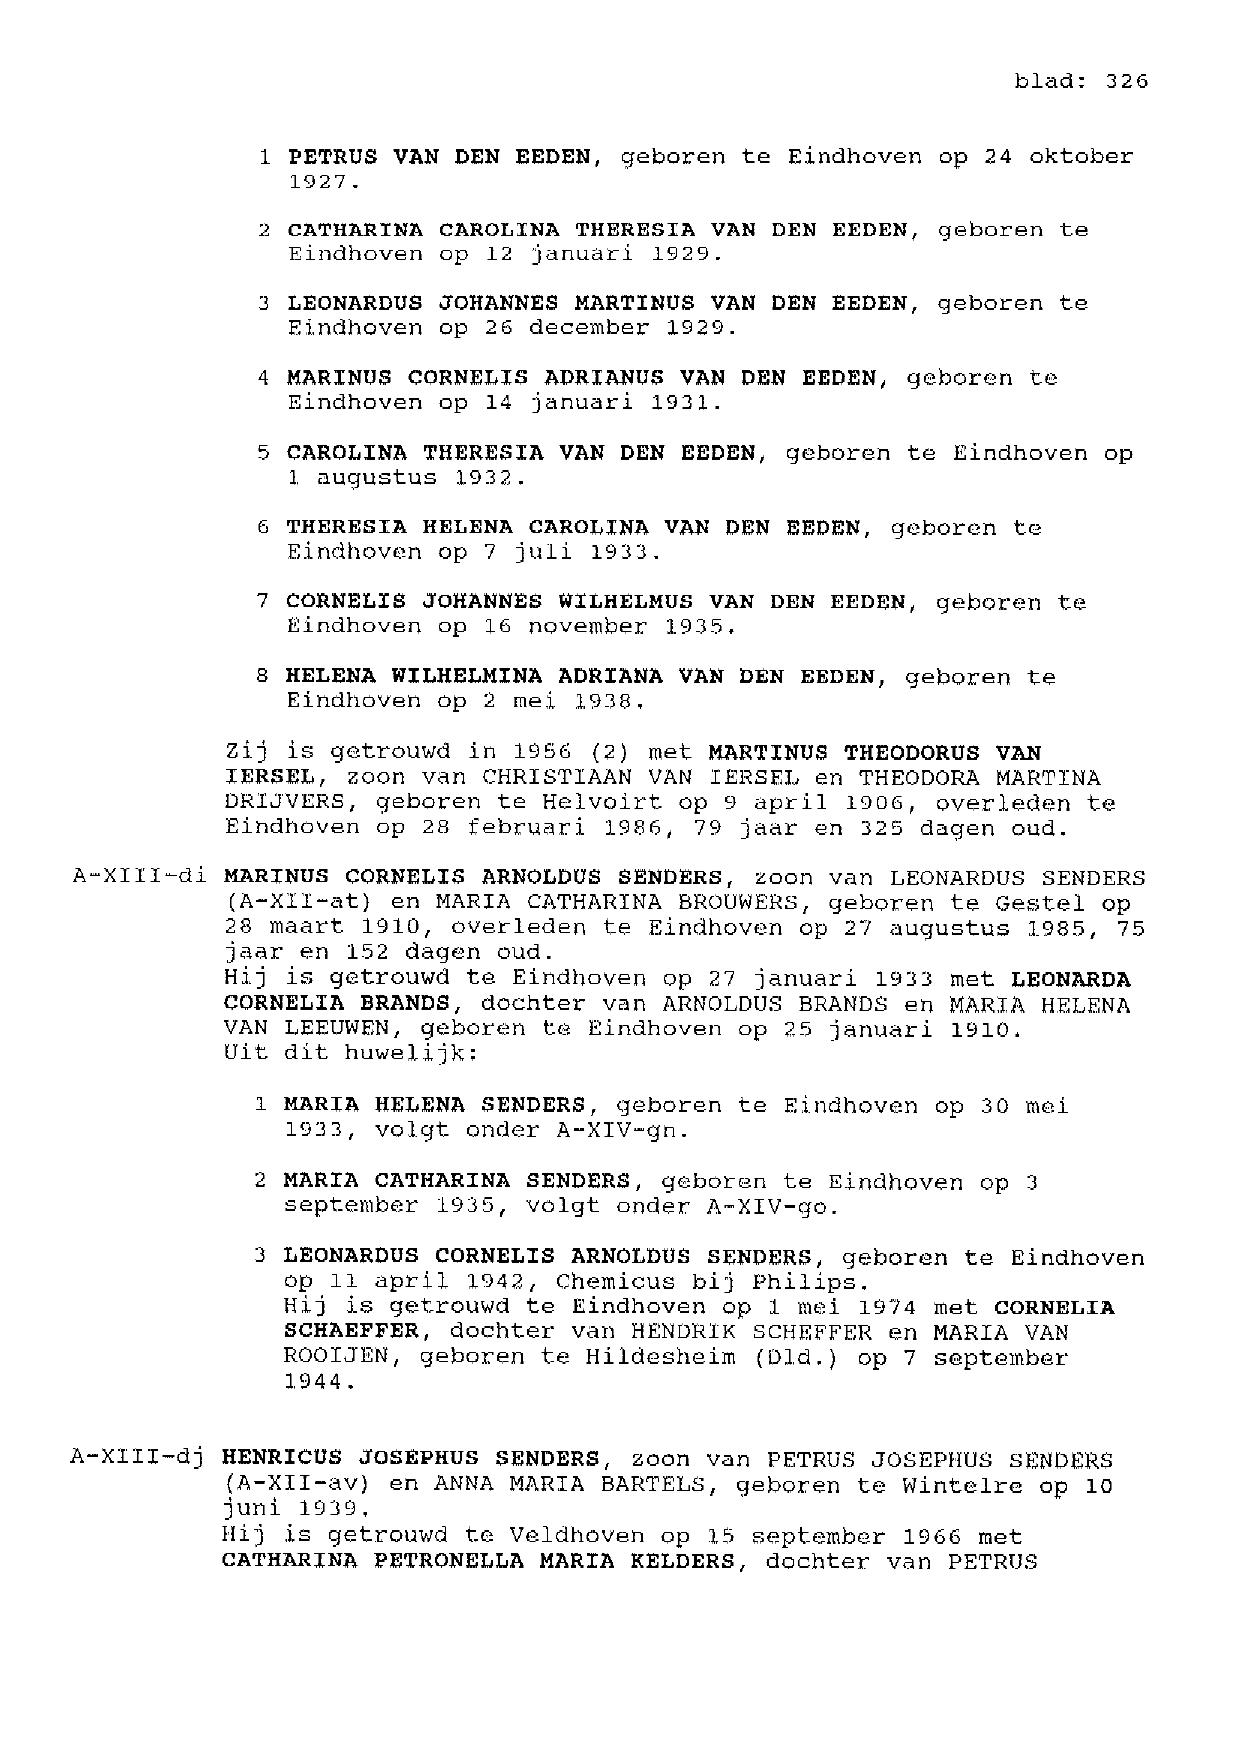 blad: 326
1 PETRUS VAN DEN EEDEN, geboren te Eindhoven op 24 oktober
1927.
2 CATHARINA CAROLINA THERESIA VAN DEN EEDEN, geboren te
Eindhoven op 12 januari 1929.
3 LEONARDUS JOHANNES MARTINUS VAN DEN EEDEN, geboren te
Eindhoven op 26 december 1929.
4 MARINUS CORNELIS ADRIANUS VAN DEN EEDEN, geboren te
Eindhoven op 14 januari 1931.
5 CAROLINA THERESIA VAN DEN EEDEN, geboren te Eindhoven op
1 augustus 1932.
6 THERESIA HELENA CAROLINA VAN DEN EEDEN, geboren te
Eindhoven op 7 juli 1933.
7 CORNELIS JOHANNES WILHELMUS VAN DEN EEDEN, geboren te
Eindhoven op 16 november 1935.
8 HELENA WILHELMINA ADRIANA VAN DEN EEDEN, geboren te
Eindhoven op 2 mei 1938.
Zij is getrouwd in 1956 (2) met MARTINUS THEODORUS VAN
IERSEL, zoon van CHRISTIAAN VAN IERSEL en THEODORA MARTINA
DRIJVERS, geboren te Helvoirt op 9 april 1906, overleden te
Eindhoven op 28 februari 1986, 79 jaar en 325 dagen oud.
A-XIII-di MARINUS CORNELIS ARNOLDUS SENDERS, zoon van LEONARDUS SENDERS
(A-XII-at) en MARIA CATHARINA BROUWERS, geboren te Gestel op
28 maart 1910, overleden te Eindhoven op 27 augustus 1985, 75
jaar en 152 dagen oud.
Hij is getrouwd te Eindhoven op 27 januari 1933 met LEONARDA
CORNELIA BRANDS, dochter van ARNOLDUS BRANDS en MARIA HELENA
VAN LEEUWEN, geboren te Eindhoven op 25 januari 1910.
Uit dit huwelijk:
1 MARIA HELENA SENDERS, geboren te Eindhoven op 30 mei
1933, volgt onder A-XIV-gn.
2 MARIA CATHARINA SENDERS, geboren te Eindhoven op 3
september 1935, volgt onder A-XIV-go.
3 LEONARDUS CORNELIS ARNOLDUS SENDERS, geboren te Eindhoven
op 11 april 1942, Chemicus bij Philips.
Hij is getrouwd te Eindhoven op 1 mei 1974 met CORNELIA
SCHAEFFER, dochter van HENDRIK SCHEFFER en MARIA VAN
ROOIJEN, geboren te Hildesheim (Dld.) op 7 september
1944.
A-XIII-dj HENRICUS JOSEPHUS SENDERS, zoon van PETRUS JOSEPHUS SENDERS
(A-XII-av) en ANNA MARIA BARTELS, geboren te Wintelre op 10
juni 1939.
Hij is getrouwd te Veldhoven op 15 september 1966 met
CATHARINA PETRONELLA MARIA KELDERS, dochter van PETRUS